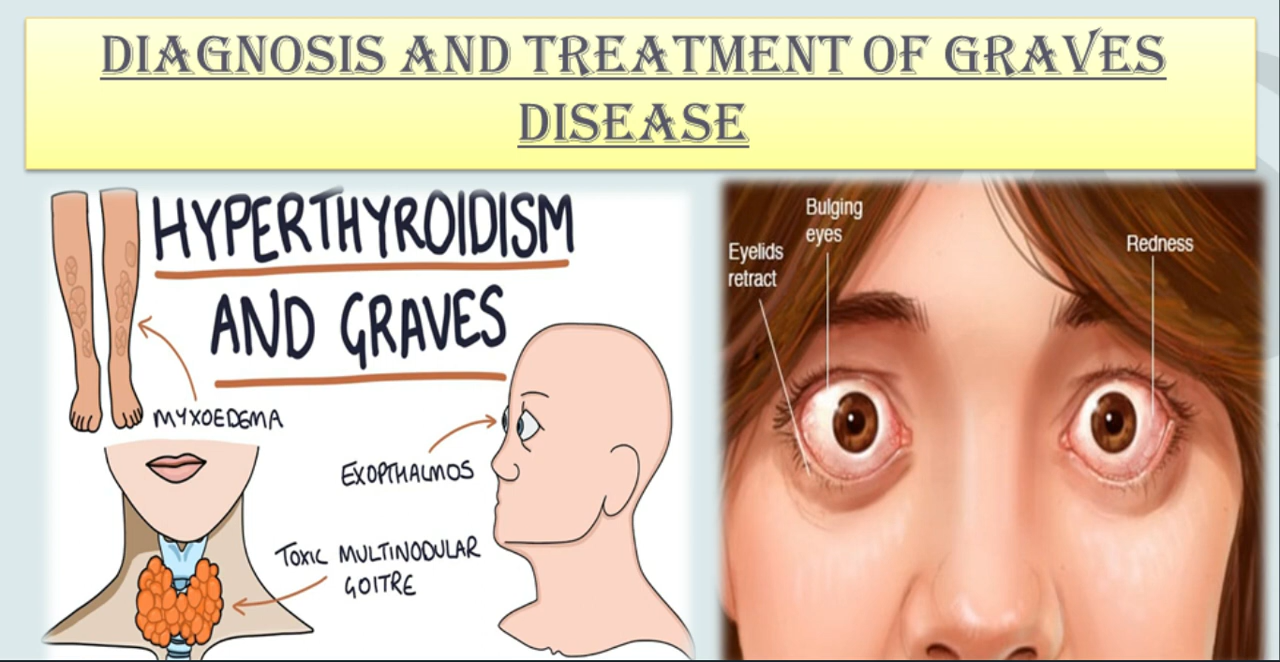 DIAGNOSIS AND TREATMENT OF GRAVES
DISEASE
HYPERTHYROIDISM
AND GRAVES
MYXOEDEMA
EXOPTHALMOS
TOXIC MULTINODULAR
GOITRE
Bulging
eyes
Eyelids
retract
Redness